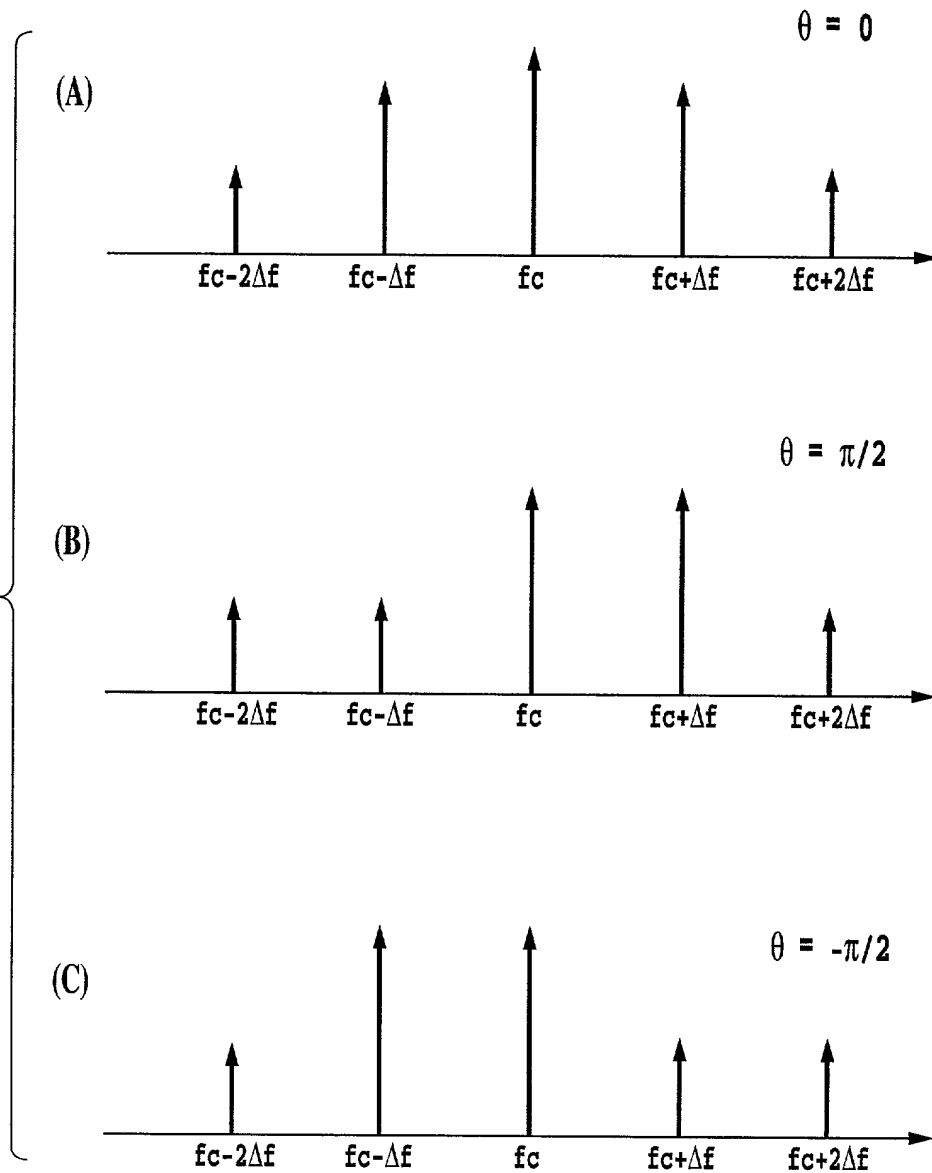 θ = 0
(A)
fc-2Δf fc-Δf fc fc+Δf fc+2Δf
θ = π/2
(B)
fc-2Δf fc-Δf fc fc+Δf fc+2Δf
θ = -π/2
(C)
fc-2Δf fc-Δf fc fc+Δf fc+2Δf